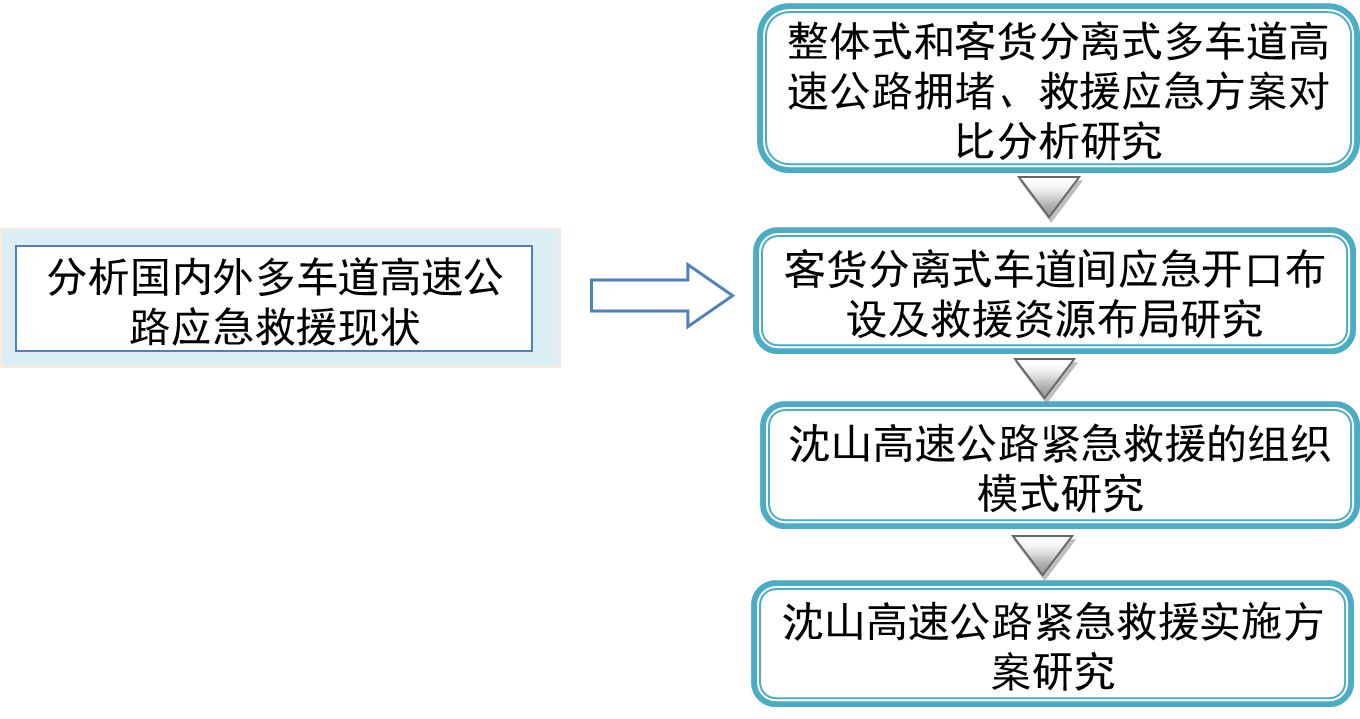 分析国内外多车道高速公
路应急救援现状
整体式和客货分离式多车道高
速公路拥堵、救援应急方案对
比分析研究
客货分离式车道间应急开口布
设及救援资源布局研究
沈山高速公路紧急救援的组织
模式研究
沈山高速公路紧急救援实施方
案研究